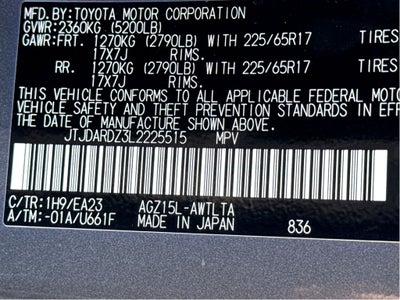 MFD. BY:TOYOTA MOTOR CORPORATION
GVWR: 2360KG (5200LB)
GAWR:FRT. 1270KG (2790LB) WITH 225/65R17 TIRES
17X7J RIMS.
RR. 1270KG (2790LB) WITH 225/65R17 TIRES
17X7J RIMS.
THIS VEHICLE CONFORMS TO ALL APPLICABLE FEDERAL MOTO
VEHICLE SAFETY AND THEFT PREVENTION STANDARDS IN EFF
THE DATE OF MANUFACTURE SHOWN ABOVE.
JTJDARDZ3L2225515 MPV
C/TR: 1H9/EA23 AGZ15L-AWTLTA
A/TM: -01A/U661F MADE IN JAPAN 836